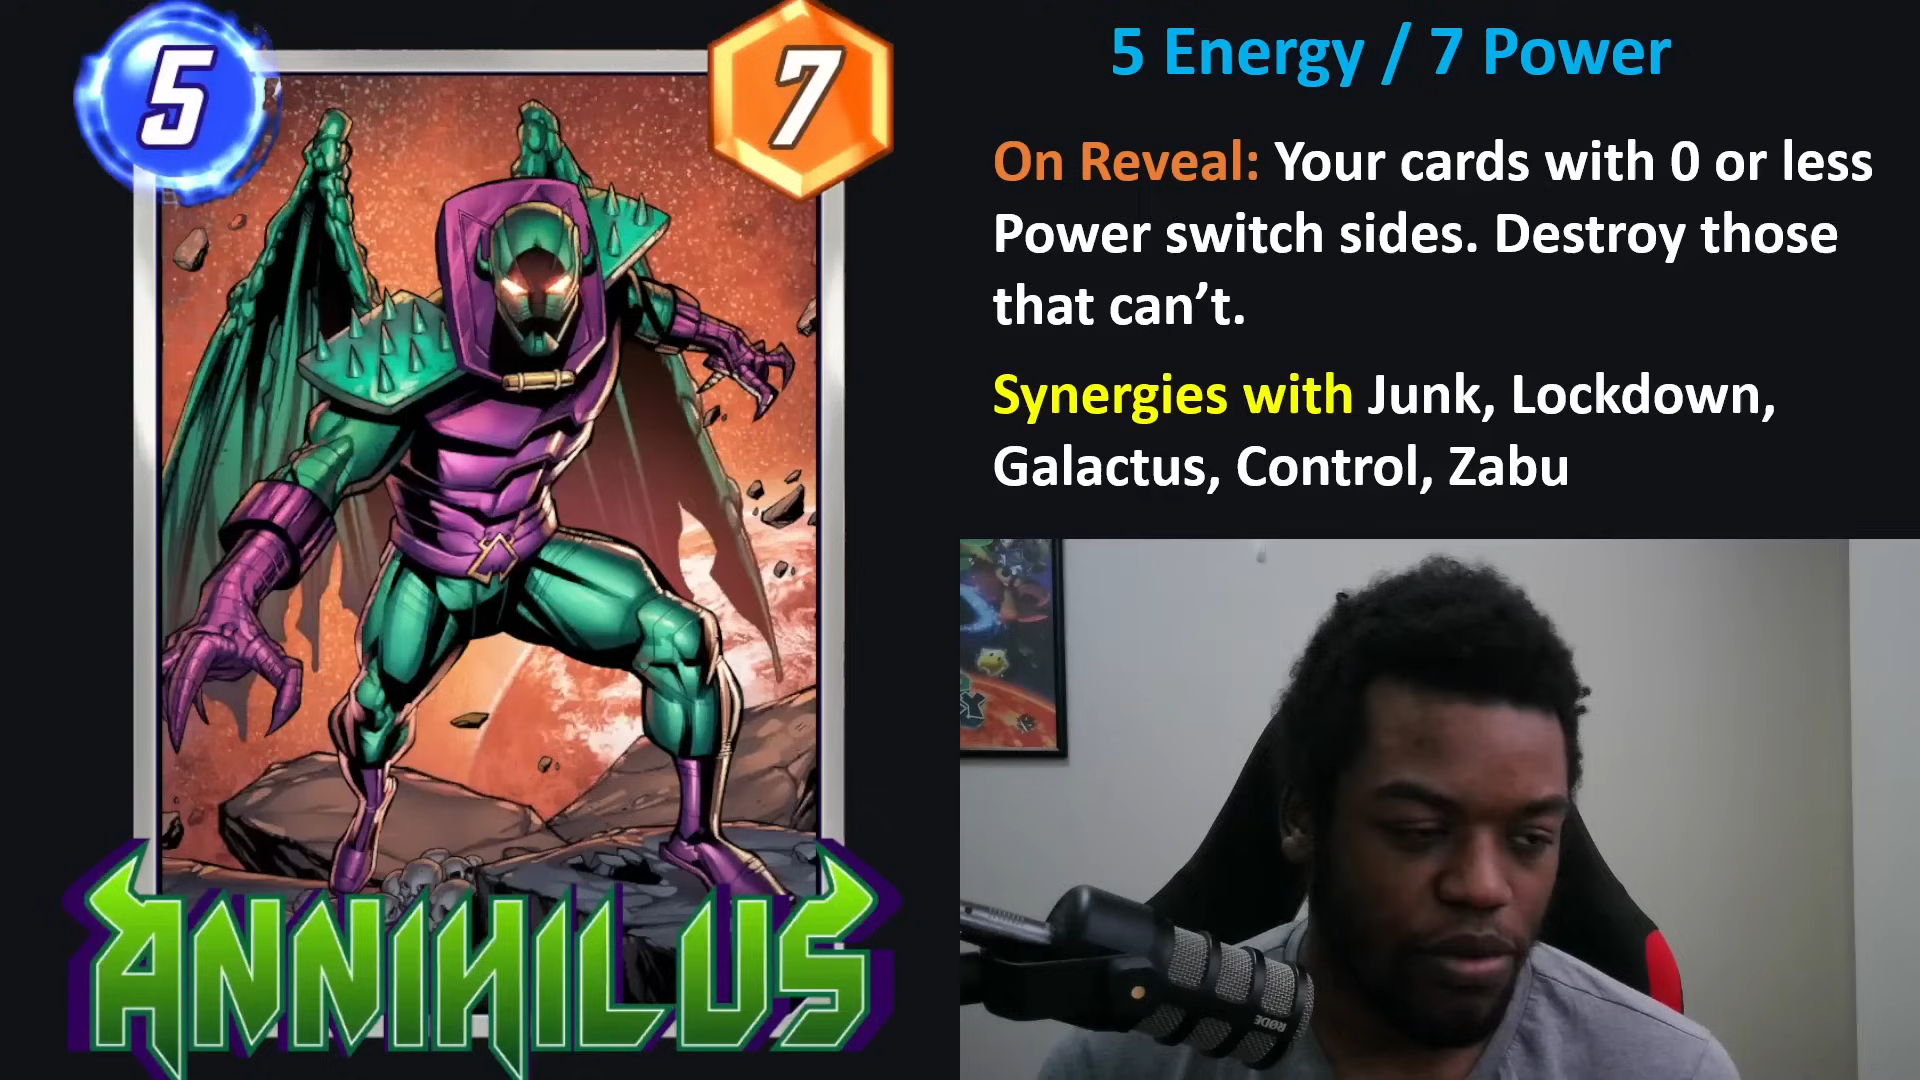 5
7
ANNIHILUS
5 Energy / 7 Power
On Reveal: Your cards with 0 or less
Power switch sides. Destroy those
that can’t.
Synergies with Junk, Lockdown,
Galactus, Control, Zabu
RØDE